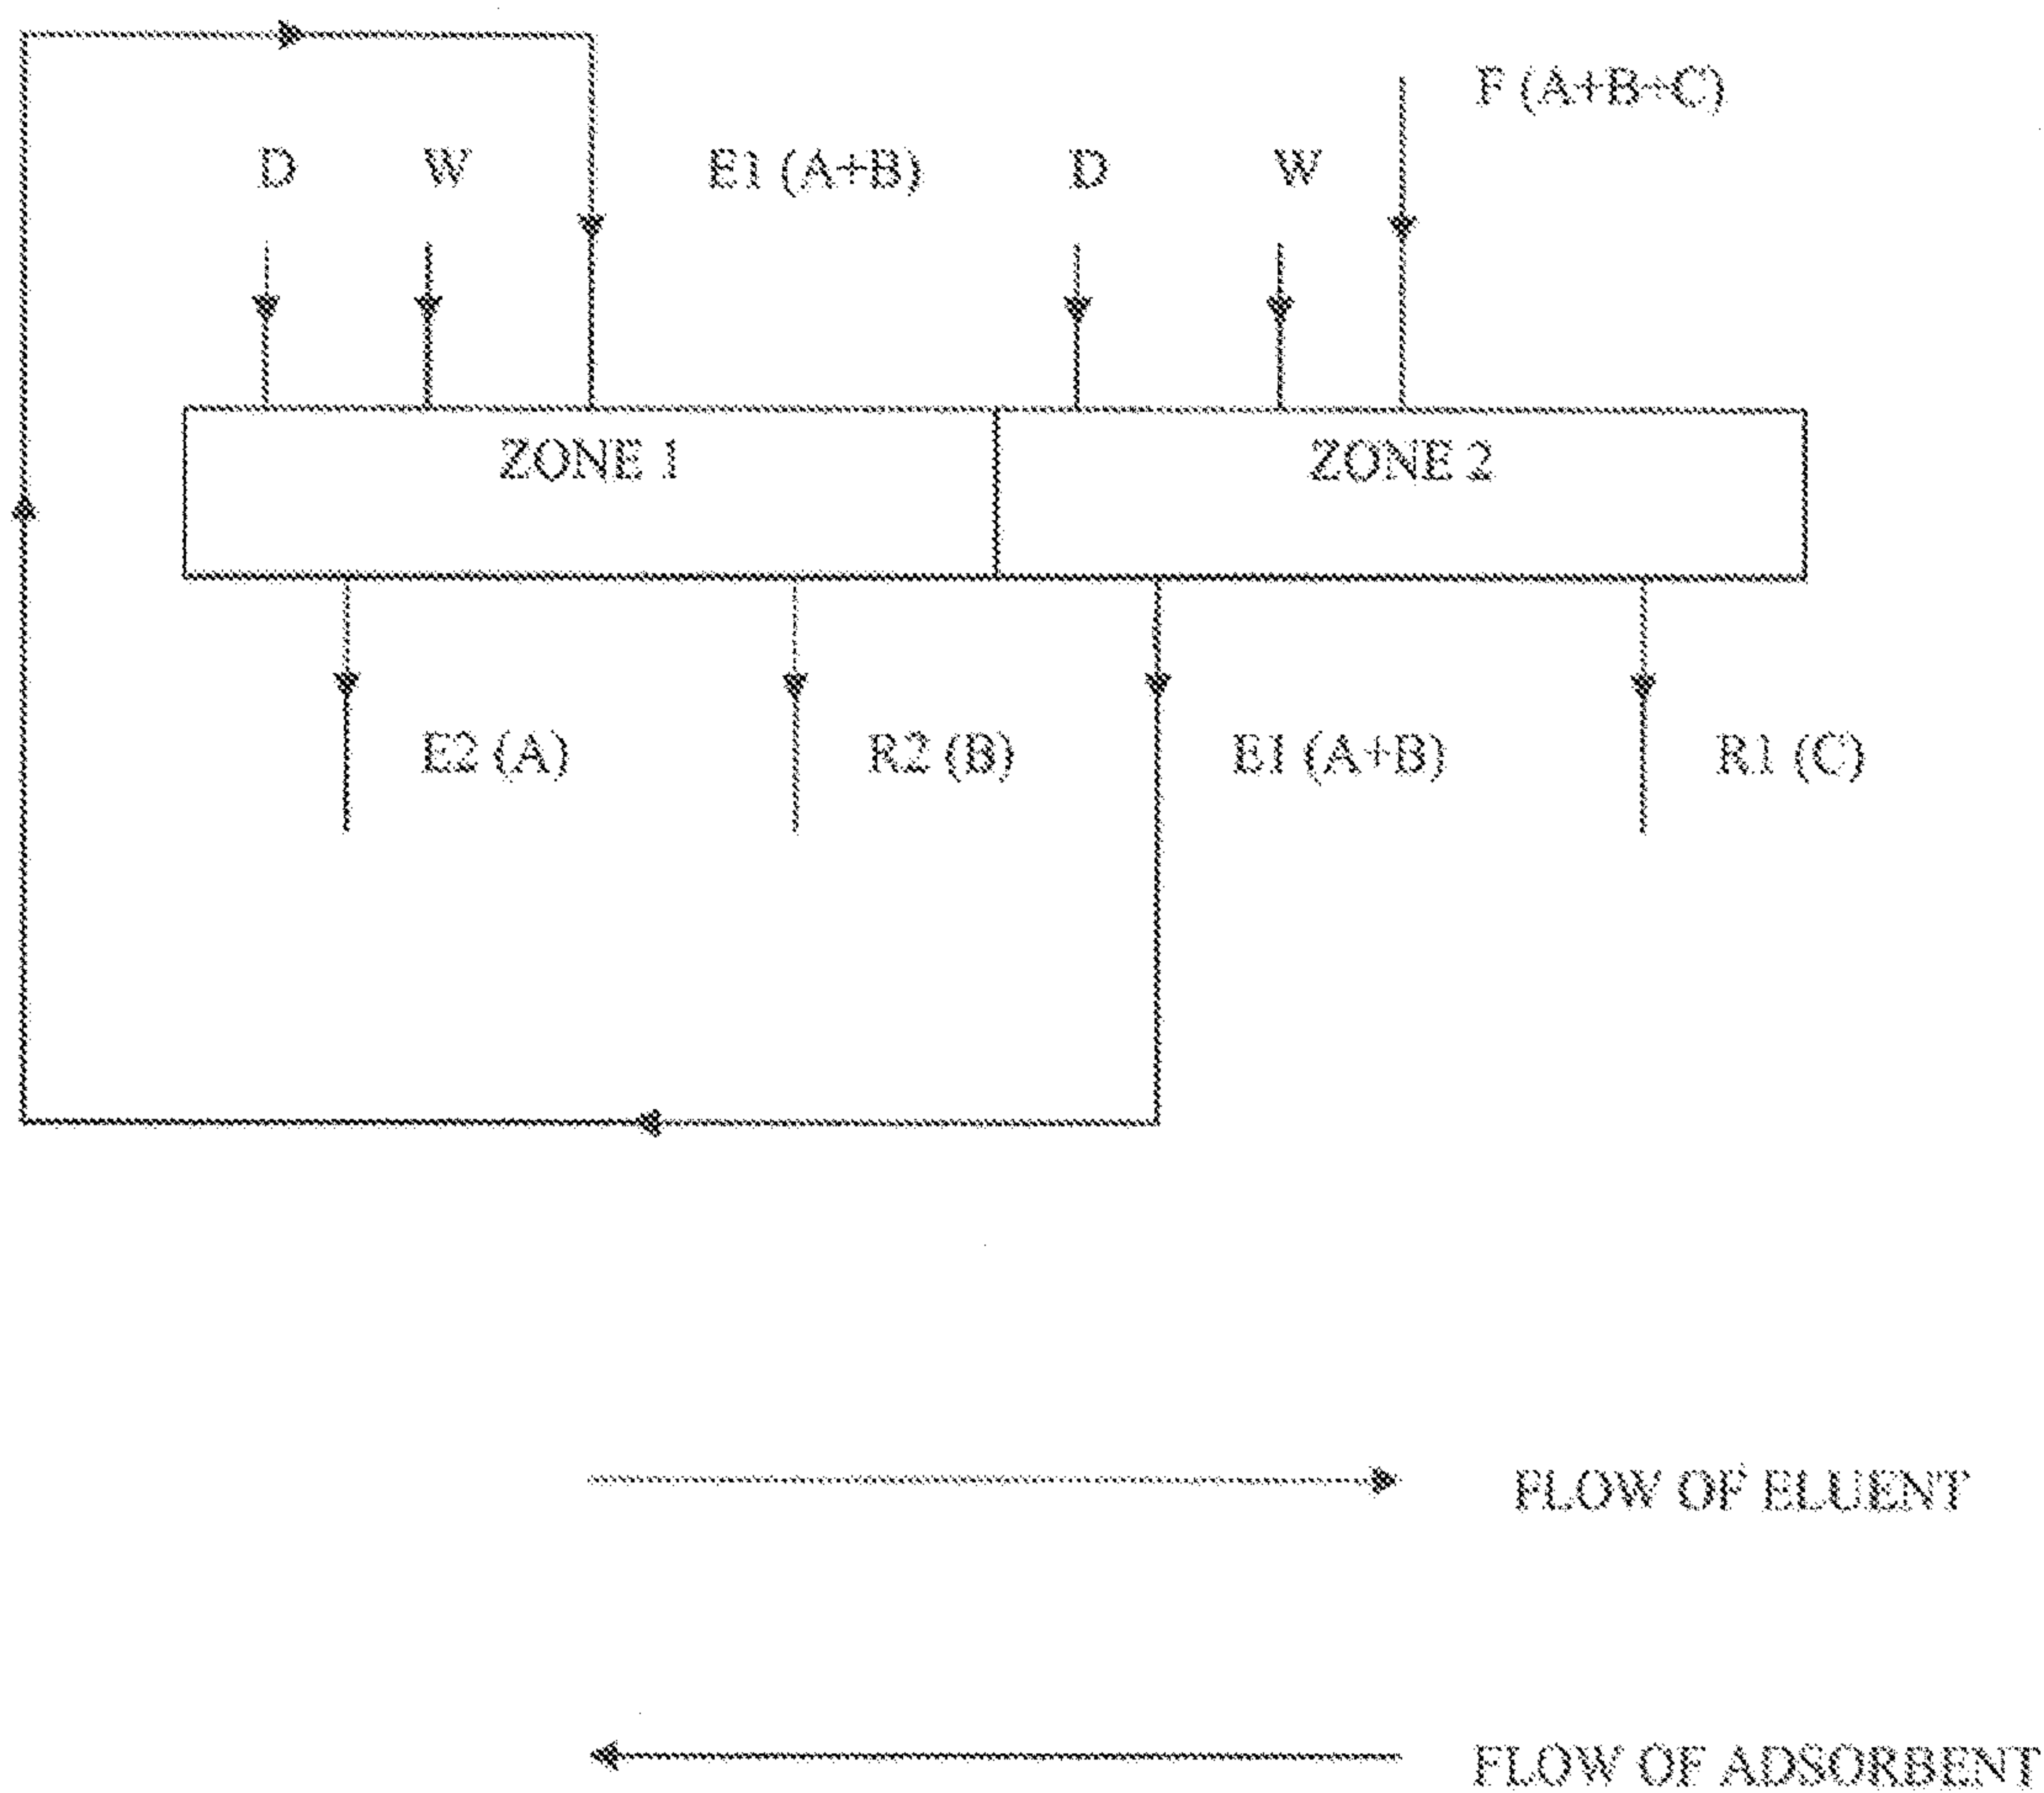 F (A+B+C)
D W E1 (A+B) D W
ZONE 1 ZONE 2
E2 (A) R2 (B) E1 (A+B) R1 (C)
FLOW OF ELUENT
FLOW OF ADSORBENT